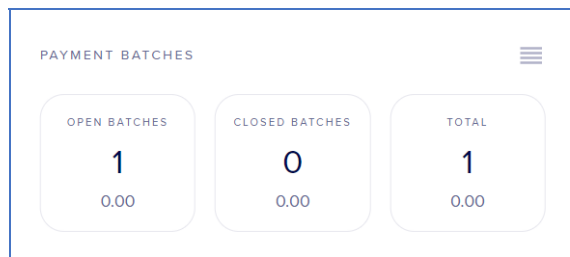 PAYMENT BATCHES
OPEN BATCHES
1
0.00
CLOSED BATCHES
0
0.00
TOTAL
1
0.00